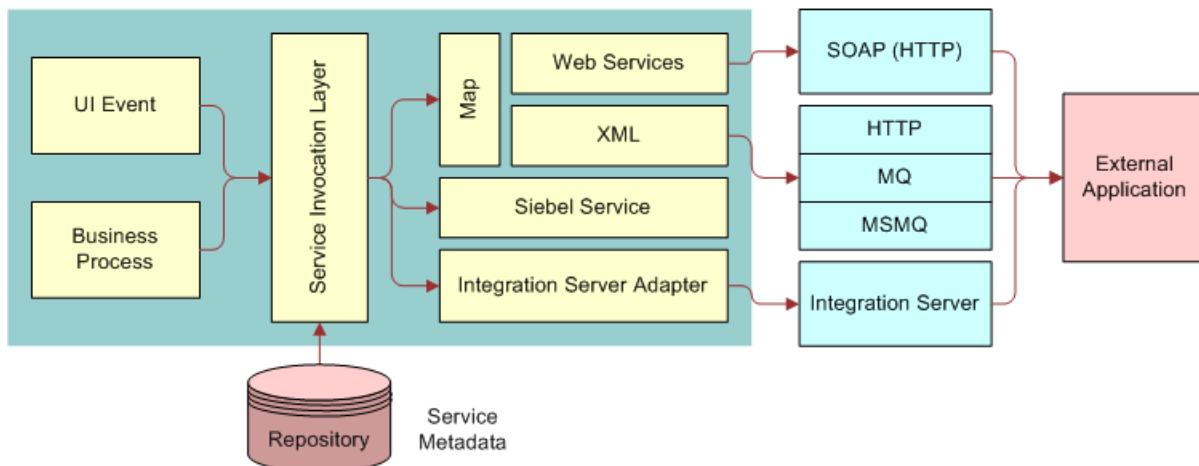 UI Event
Business
Process
Service Invocation Layer
Map
Web Services
XML
Siebel Service
Integration Server Adapter
SOAP (HTTP)
HTTP
MQ
MSMQ
Integration Server
External
Application
Repository
Service
Metadata